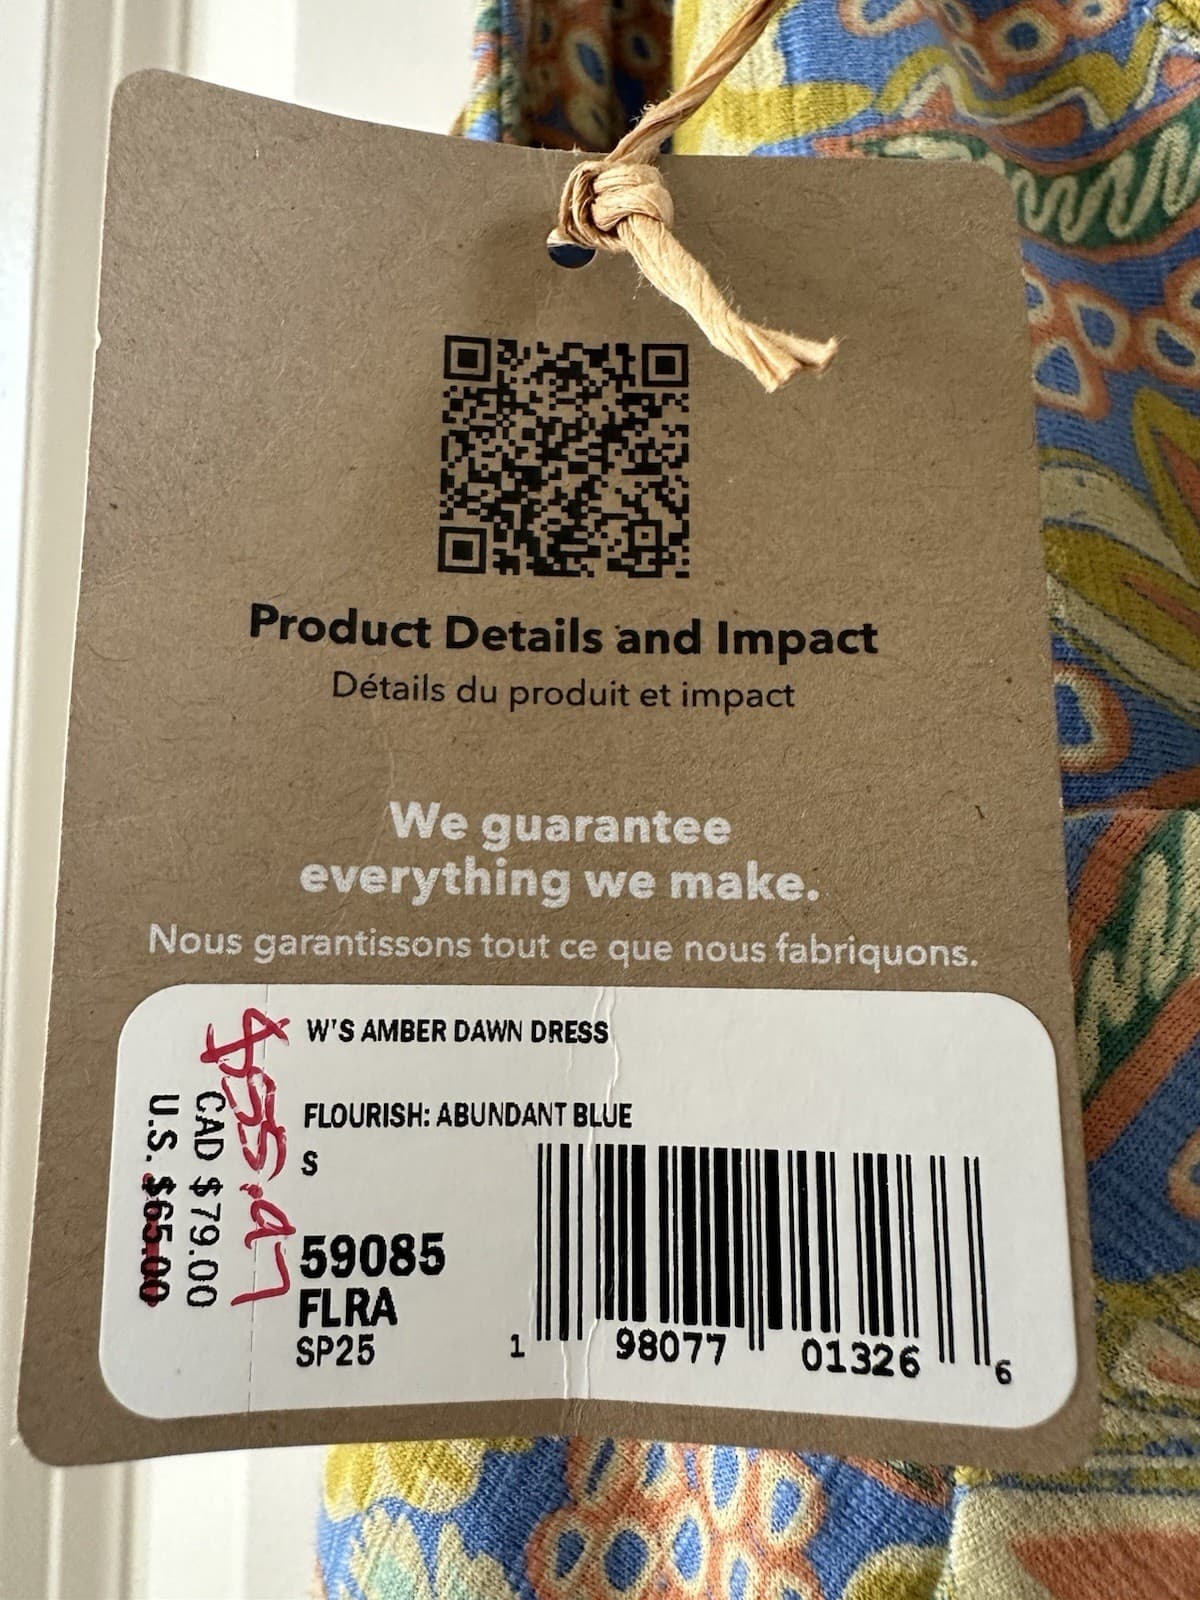 Product Details and Impact
Détails du produit et impact
We guarantee
everything we make.
Nous garantissons tout ce que nous fabriquons.
W'S AMBER DAWN DRESS
FLOURISH: ABUNDANT BLUE
S
59085
FLRA
SP25
1 98077 01326 6
$55.97
CAD $79.00
U.S. $65.00